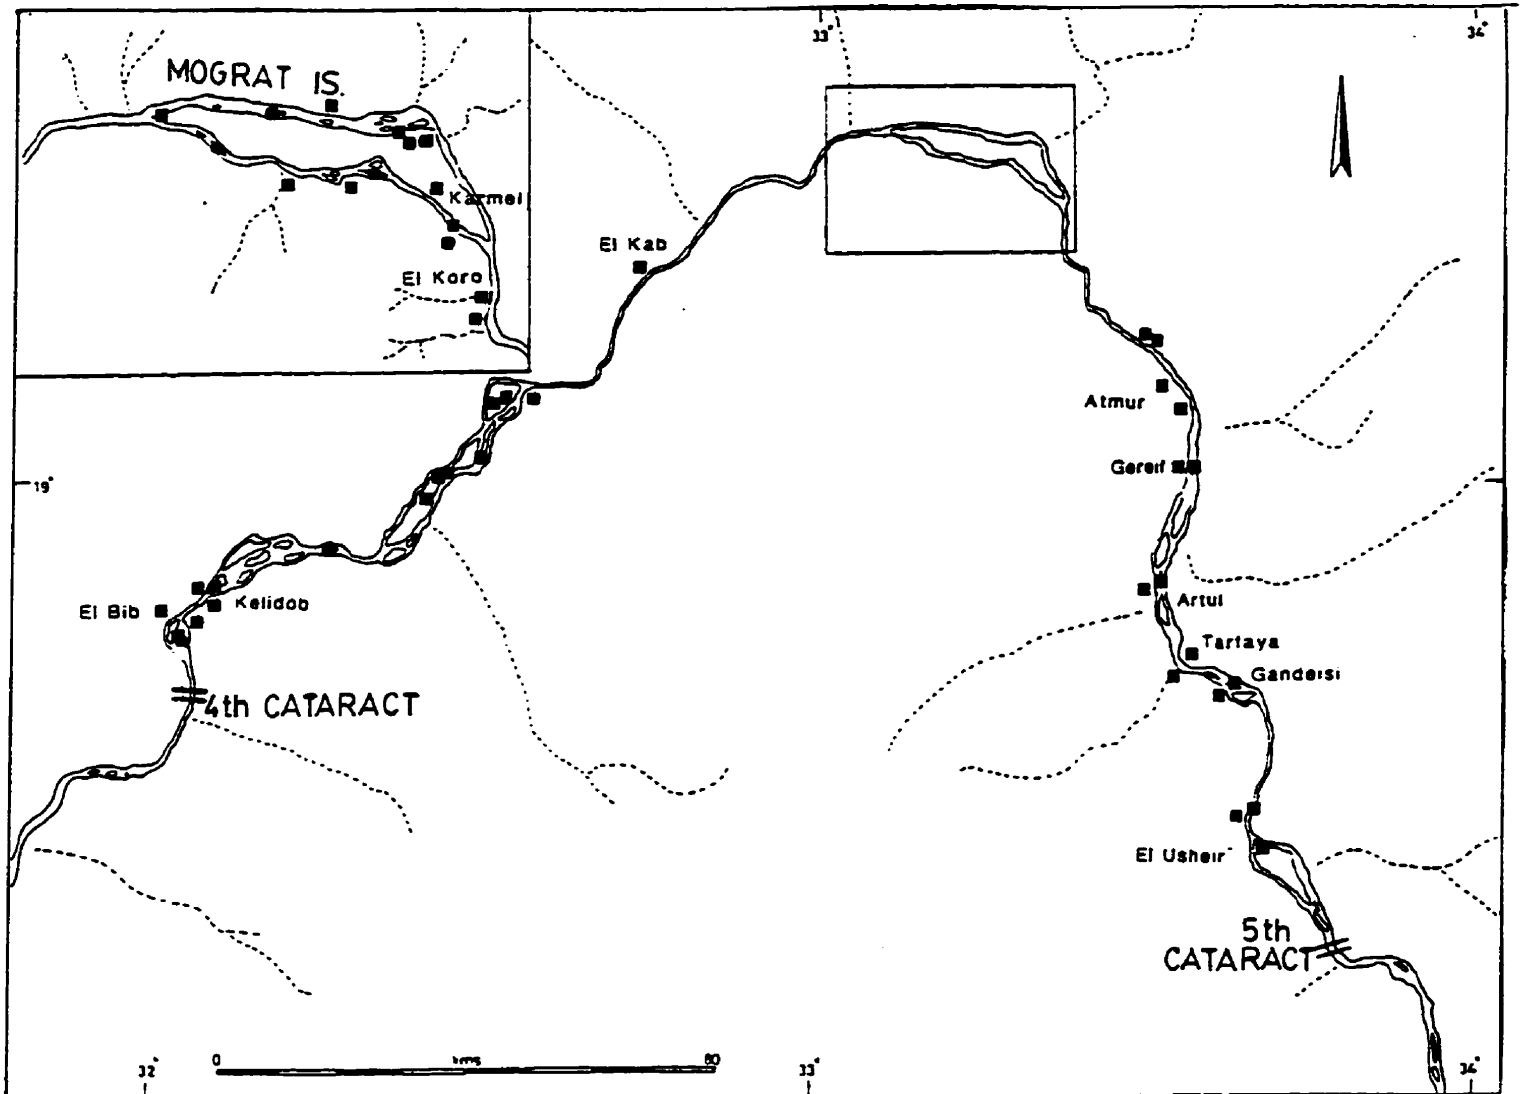 33°
34°
MOGRAT IS.
Karmel
El Koro
El Kab
Atmur
Gereif
19°
Artul
El Bib
Kelidob
Tarfaya
Gandeisi
4th CATARACT
El Usheir
5th
CATARACT
0 kms 80
32°
33°
34°